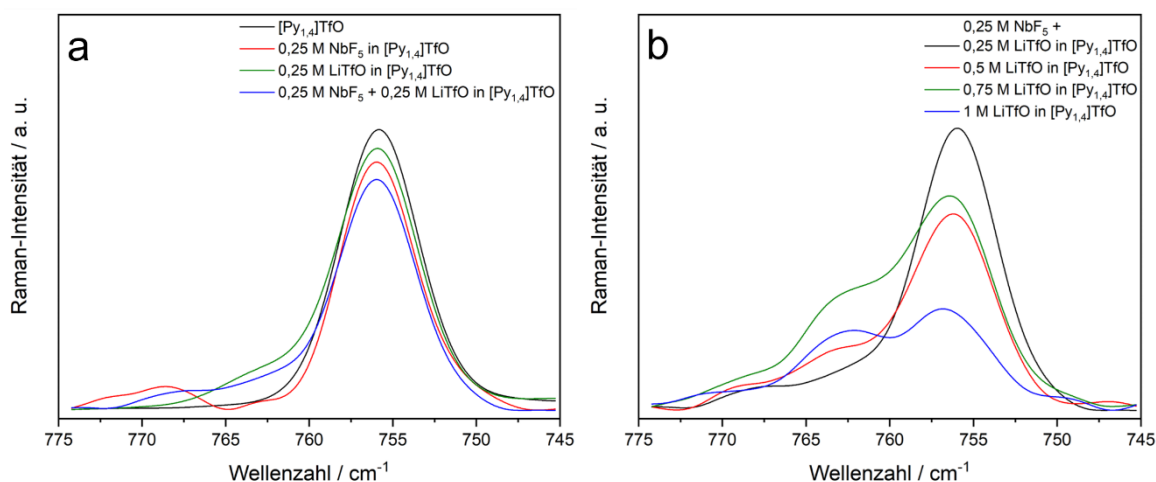 a
[Py₁,₄]TfO
0,25 M NbF₅ in [Py₁,₄]TfO
0,25 M LiTfO in [Py₁,₄]TfO
0,25 M NbF₅ + 0,25 M LiTfO in [Py₁,₄]TfO
Raman-Intensität / a. u.
775 770 765 760 755 750 745
Wellenzahl / cm⁻¹
b
0,25 M NbF₅ +
0,25 M LiTfO in [Py₁,₄]TfO
0,5 M LiTfO in [Py₁,₄]TfO
0,75 M LiTfO in [Py₁,₄]TfO
1 M LiTfO in [Py₁,₄]TfO
Raman-Intensität / a. u.
775 770 765 760 755 750 745
Wellenzahl / cm⁻¹